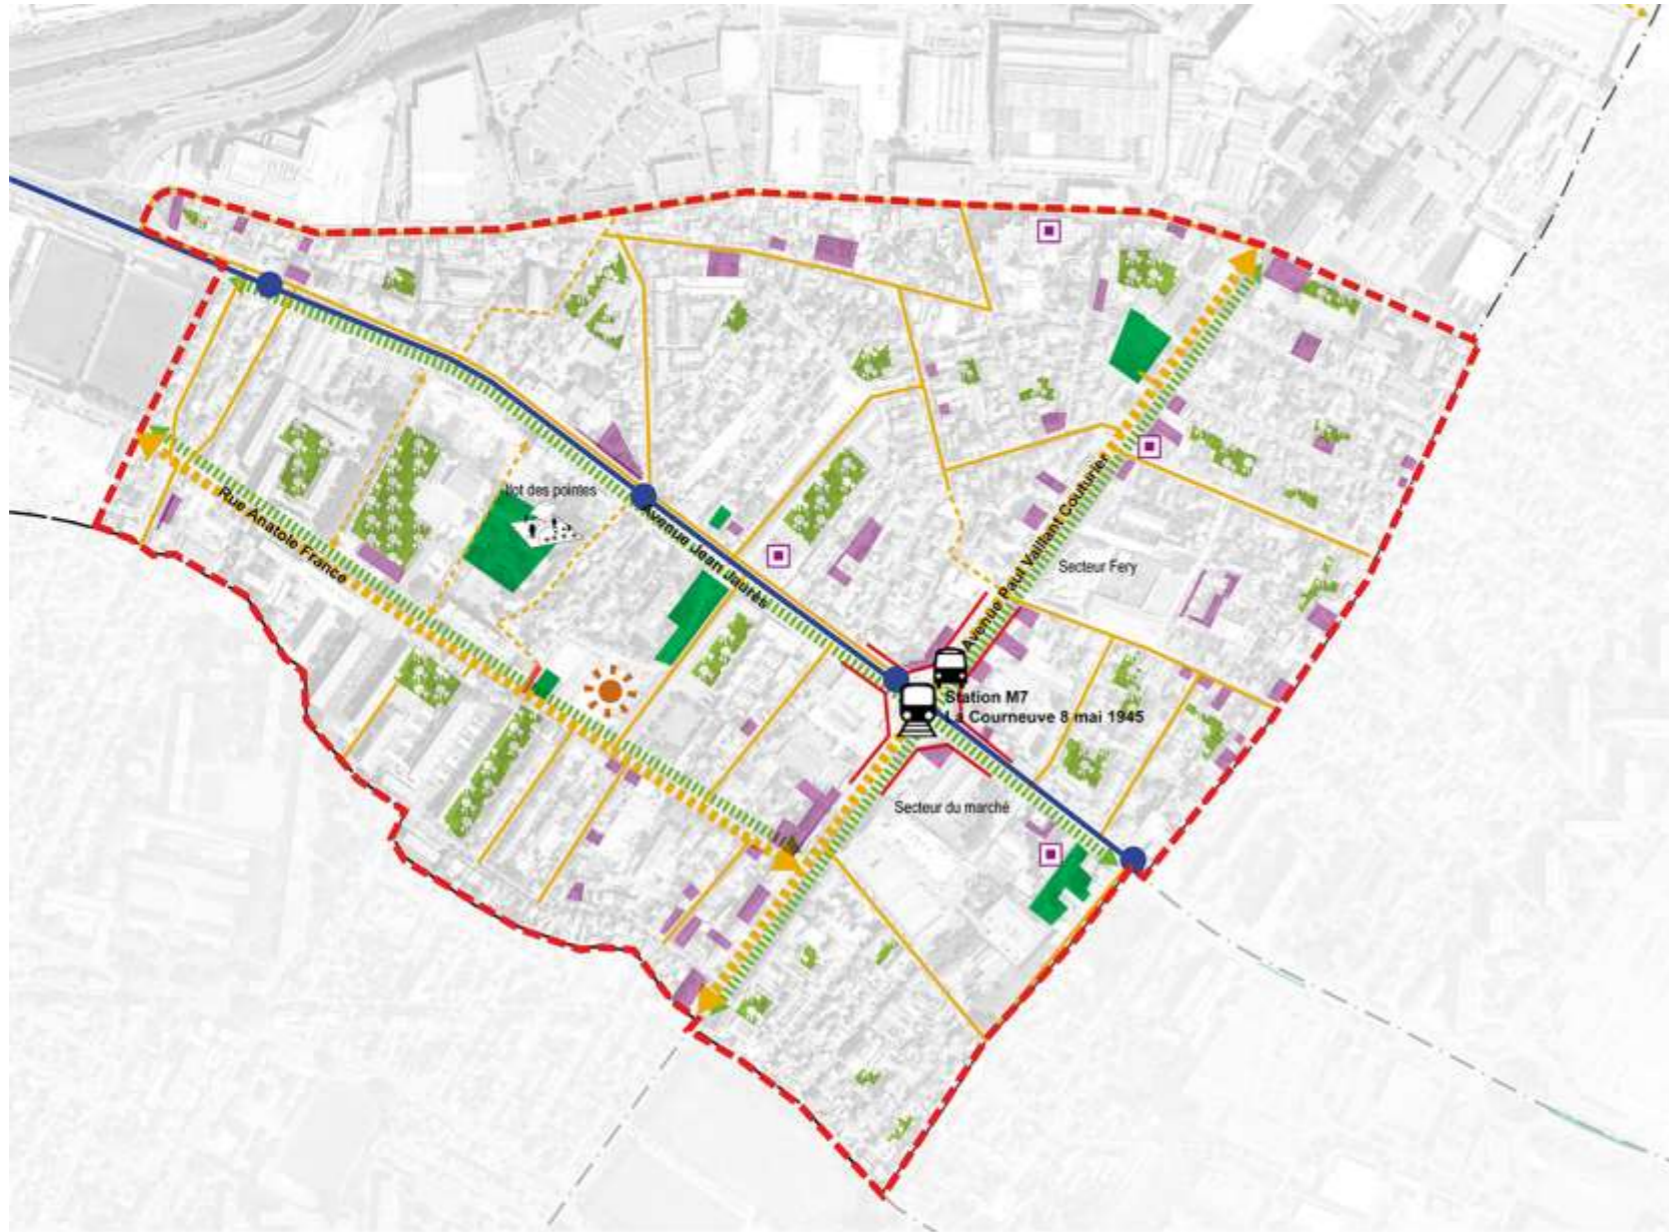 Ilot des pointes
Rue Anatole France
Avenue Jean Jaurès
Avenue Paul Vaillant Couturier
Secteur Fery
Station M7
La Courneuve 8 mai 1945
Secteur du marché